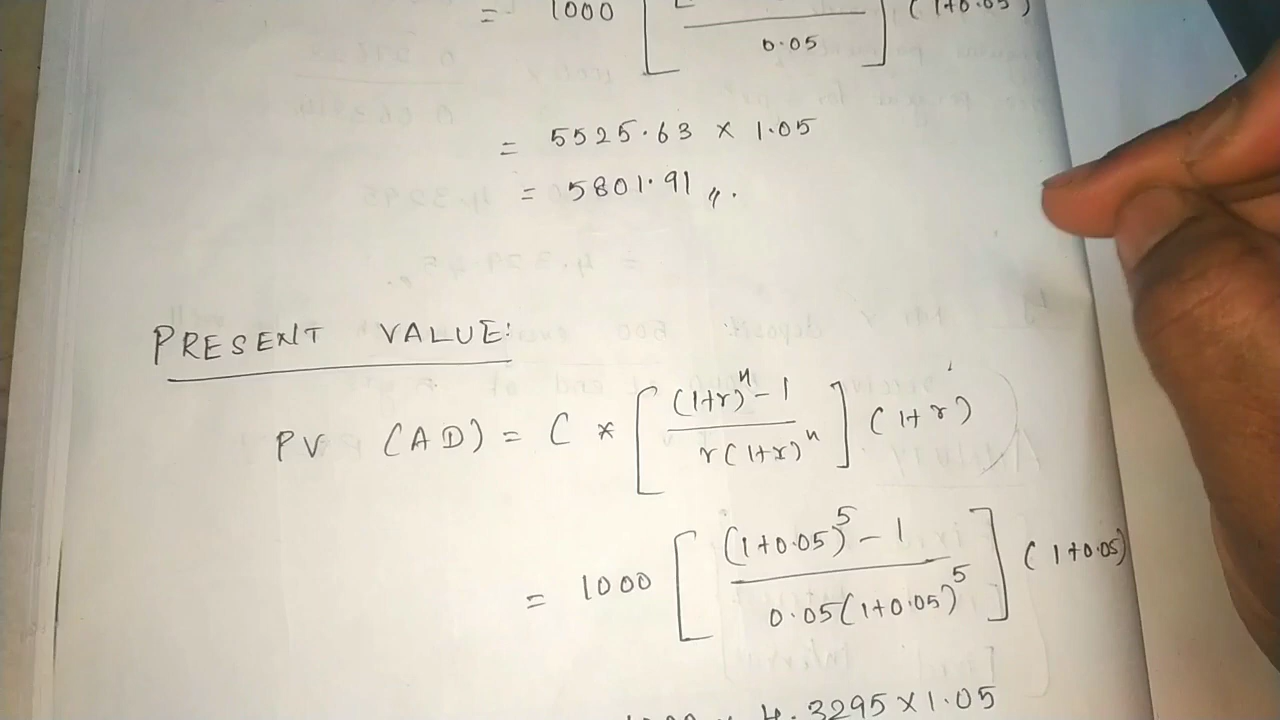 = 1000 [ / 0.05 ] (1+0.05)
= 5525.63 × 1.05
= 5801.91 〃.
PRESENT VALUE:
PV (AD) = C * [ (1+r)^n - 1 / r(1+r)^n ] (1+r)
= 1000 [ (1+0.05)^5 - 1 / 0.05(1+0.05)^5 ] (1+0.05)
4.3295 × 1.05